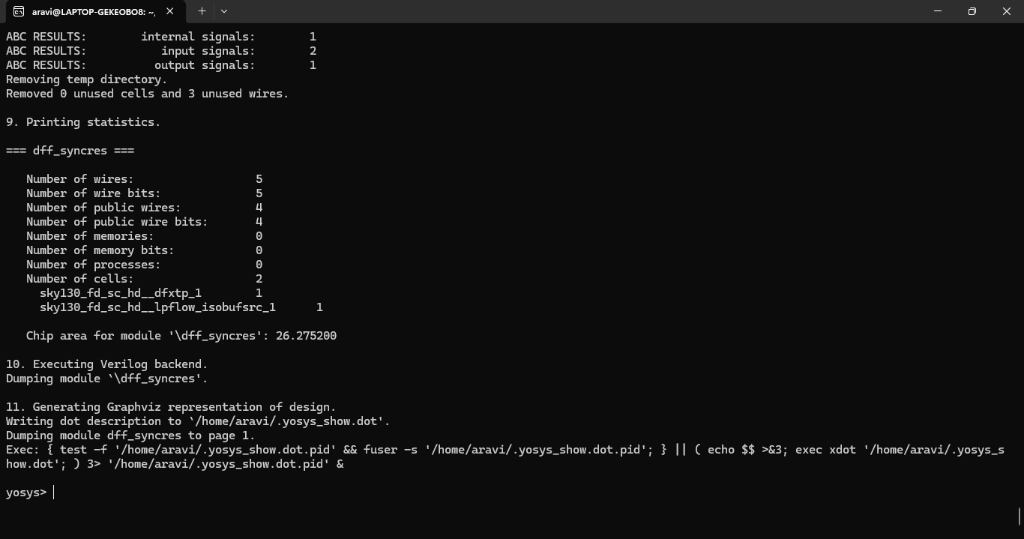 aravi@LAPTOP-GEKEOBO8: ~,
ABC RESULTS:        internal signals:        1
ABC RESULTS:           input signals:        2
ABC RESULTS:          output signals:        1
Removing temp directory.
Removed 0 unused cells and 3 unused wires.

9. Printing statistics.

=== dff_syncres ===

   Number of wires:                  5
   Number of wire bits:              5
   Number of public wires:           4
   Number of public wire bits:       4
   Number of memories:               0
   Number of memory bits:            0
   Number of processes:              0
   Number of cells:                  2
     sky130_fd_sc_hd__dfxtp_1        1
     sky130_fd_sc_hd__lpflow_isobufsrc_1      1

   Chip area for module '\dff_syncres': 26.275200

10. Executing Verilog backend.
Dumping module `\dff_syncres'.

11. Generating Graphviz representation of design.
Writing dot description to `/home/aravi/.yosys_show.dot'.
Dumping module dff_syncres to page 1.
Exec: { test -f '/home/aravi/.yosys_show.dot.pid' && fuser -s '/home/aravi/.yosys_show.dot.pid'; } || ( echo $$ >&3; exec xdot '/home/aravi/.yosys_s
how.dot'; ) 3> '/home/aravi/.yosys_show.dot.pid' &

yosys>